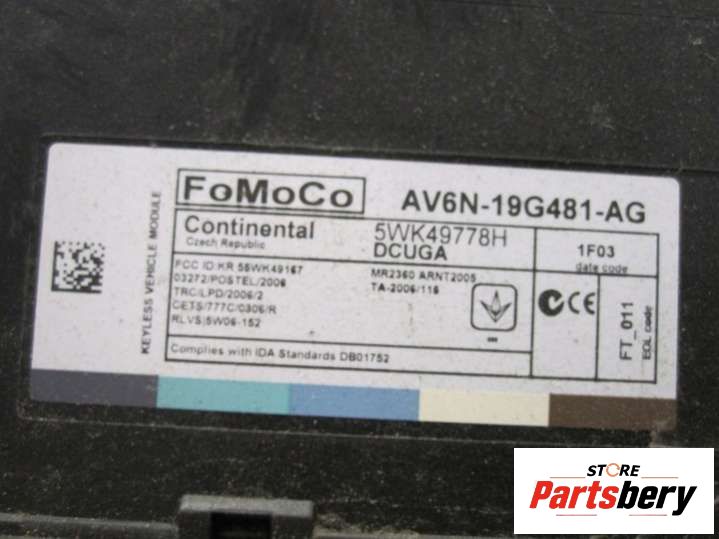 KEYLESS VEHICLE MODULE
FoMoCo
AV6N-19G481-AG
Continental
Czech Republic
5WK49778H
DCUGA
1F03
date code
FCC ID:KR 55WK49167
03272/POSTEL/2006
TRC/LPD/2006/2
CETS/777C/0306/R
RLVS|5W06-152
MR2360 ARNT2005
TA-2006/116
CE
FT_011
EOL code
Complies with IDA Standards DB01752
STORE
Partsbery